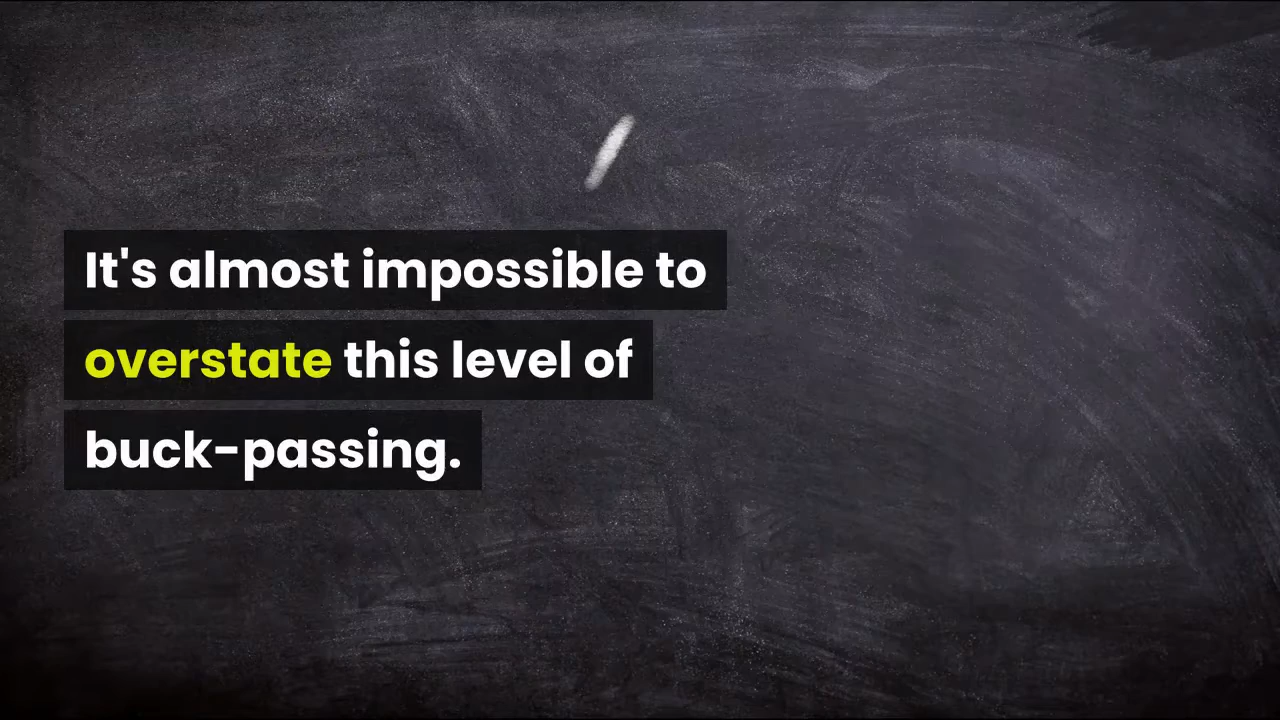 It's almost impossible to
overstate this level of
buck-passing.